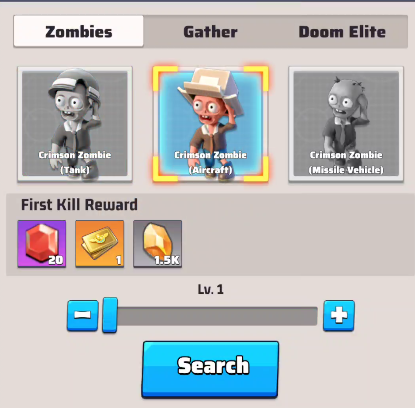 Zombies Gather Doom Elite
Crimson Zombie (Tank)
Crimson Zombie (Aircraft)
Crimson Zombie (Missile Vehicle)
First Kill Reward
20 1 1.5K
Lv. 1
Search